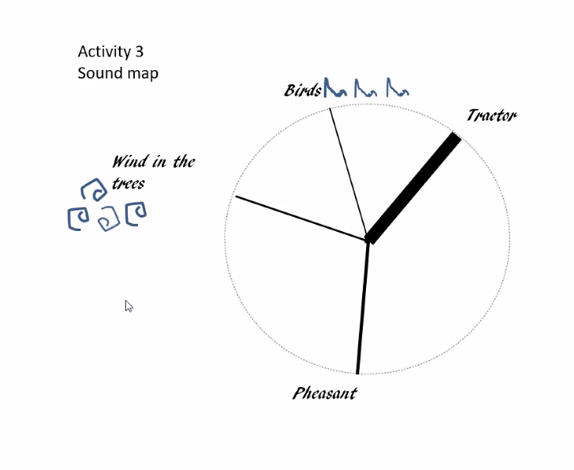 Activity 3
Sound map
Birds
Tractor
Wind in the
trees
Pheasant